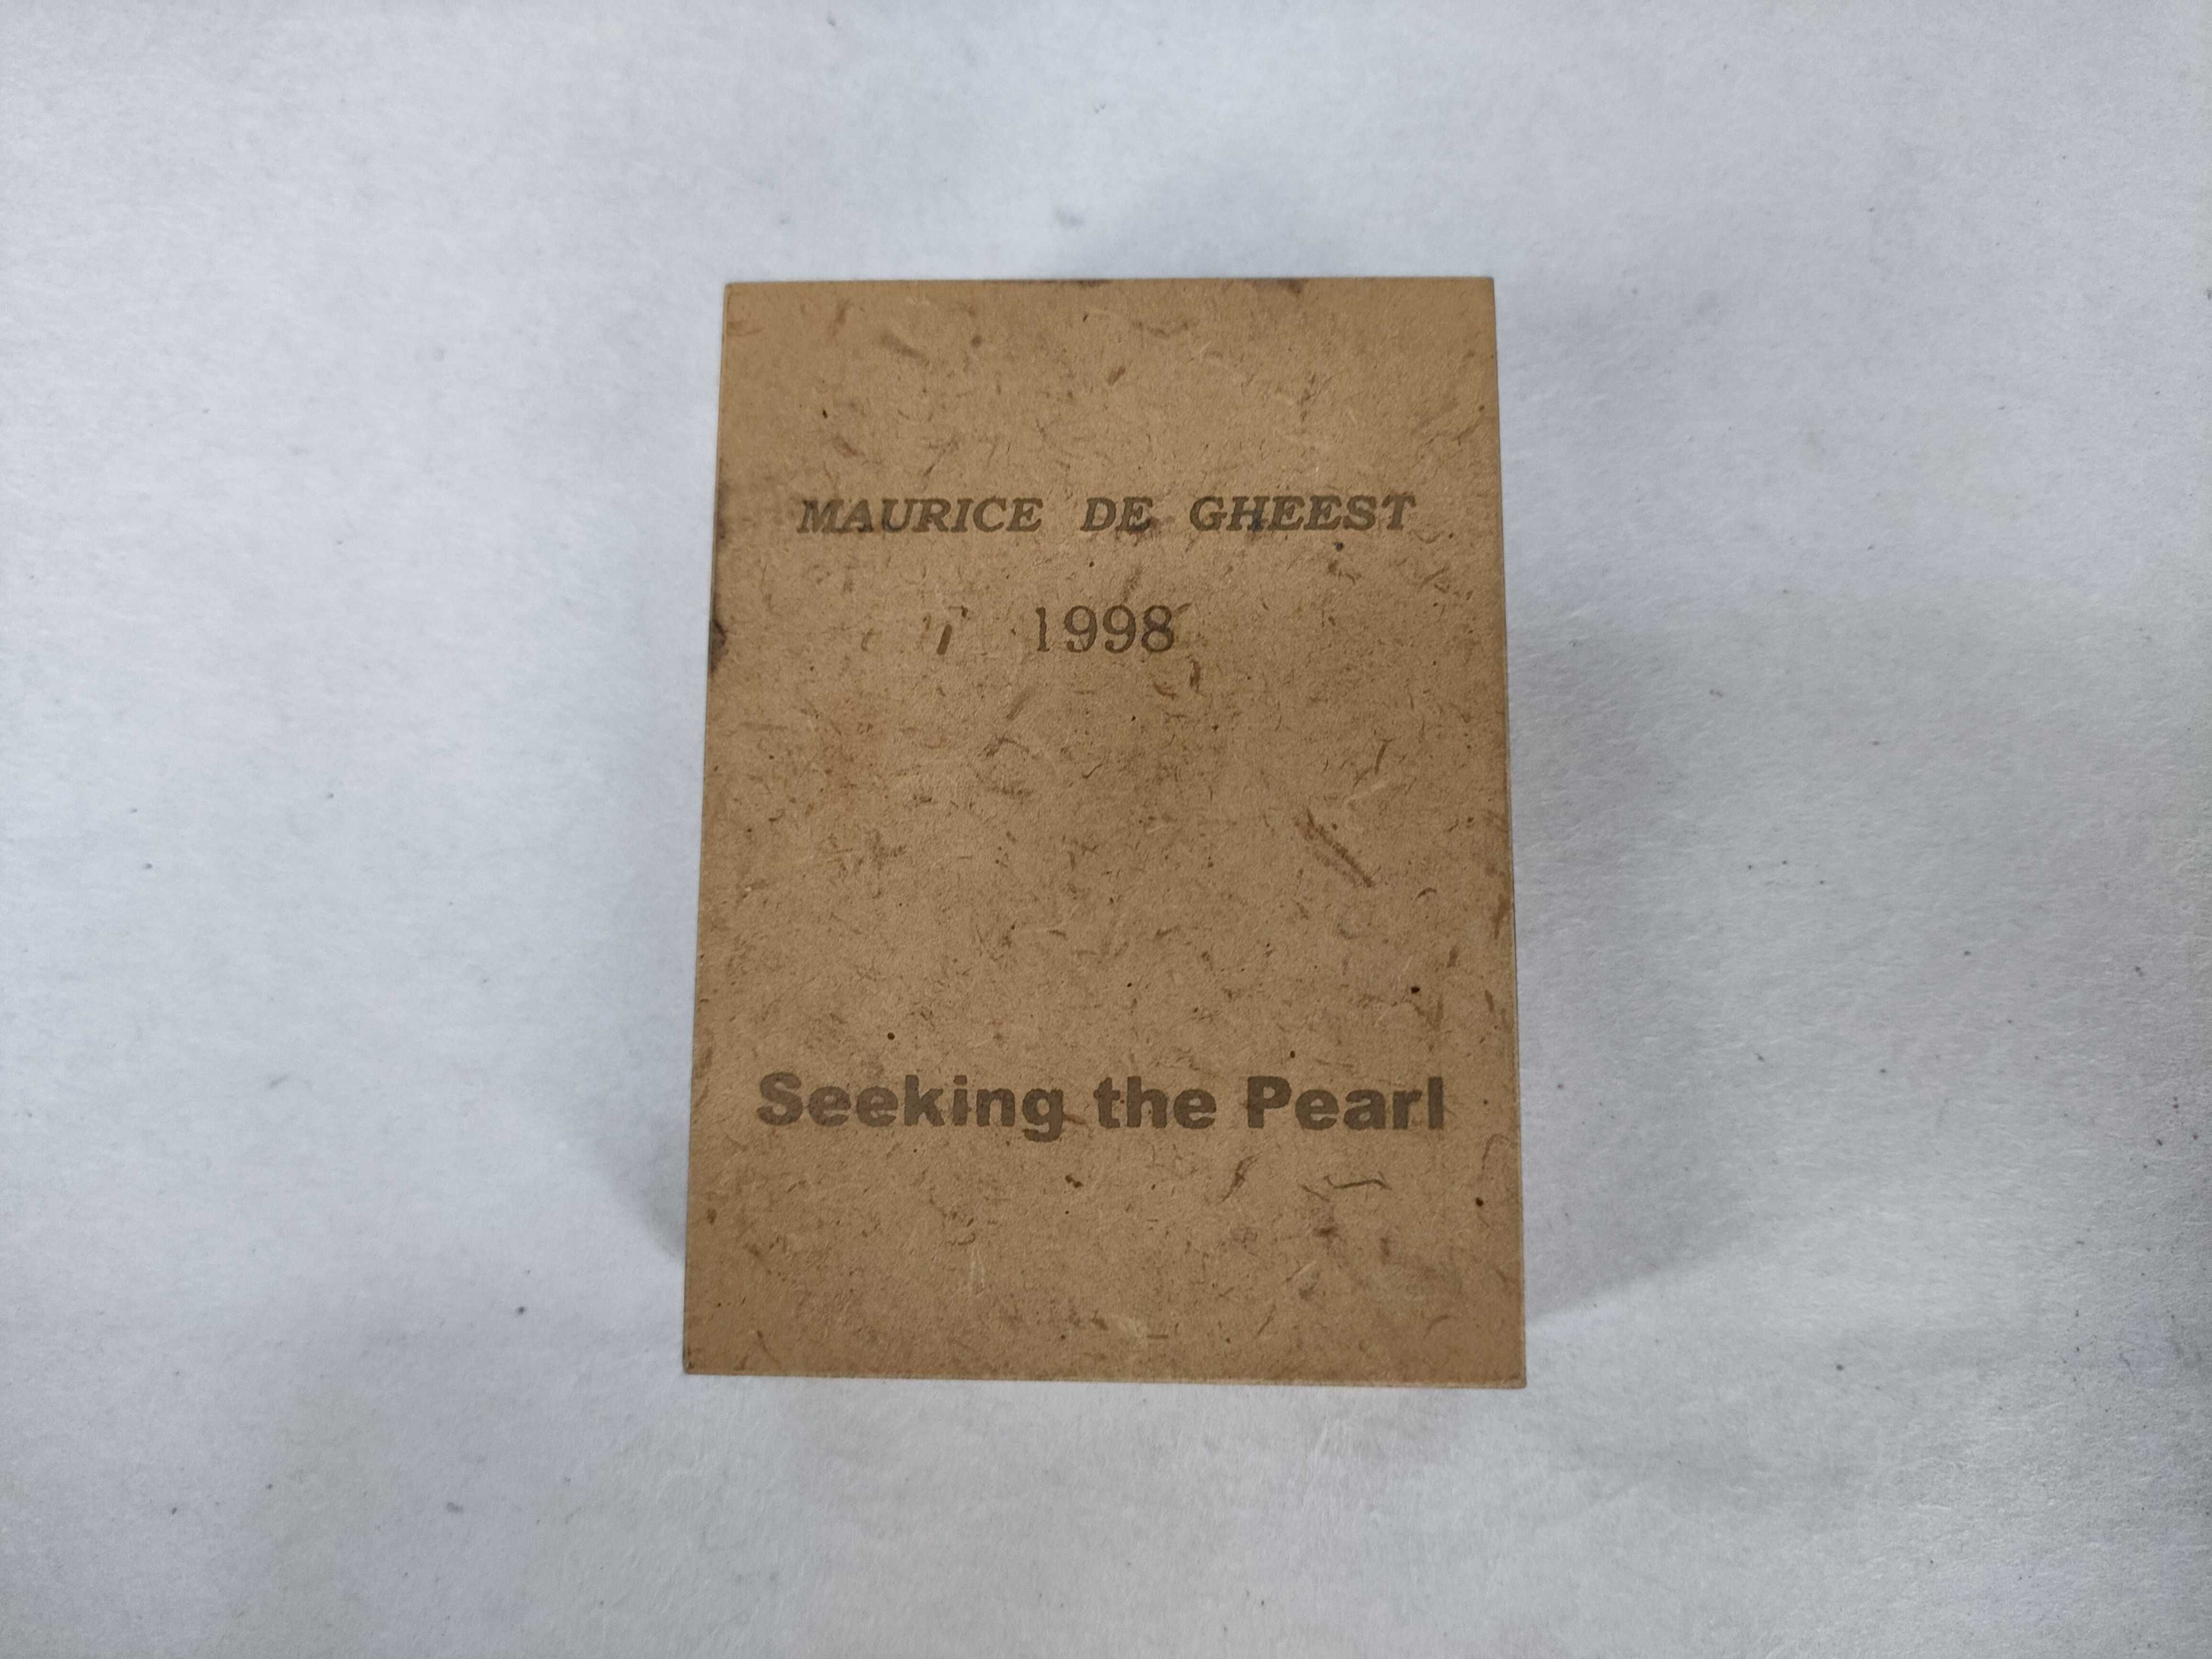 MAURICE DE GHEEST
1998
Seeking the Pearl